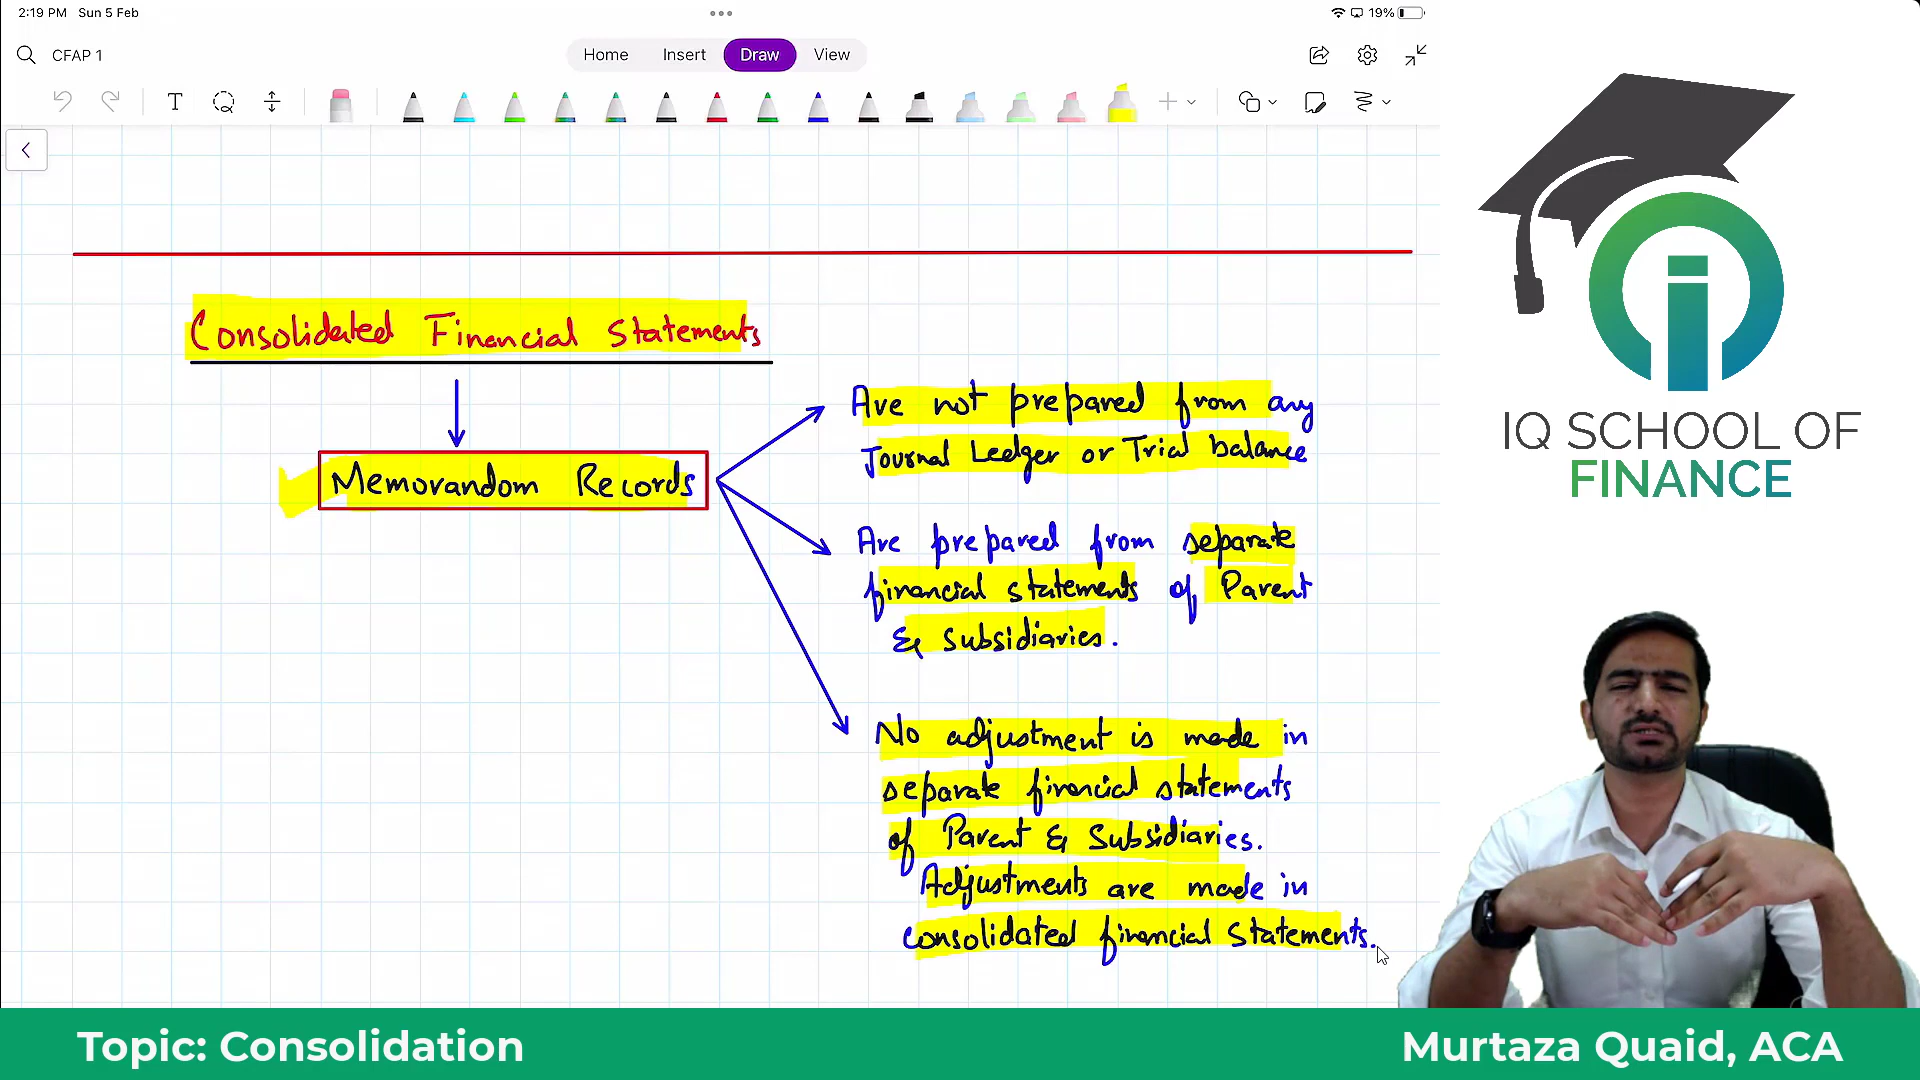 2:19 PM Sun 5 Feb
19%
CFAP 1
Home Insert Draw View
T
Consolidated Financial Statements
Memorandom Records
Are not prepared from any
Journal Ledger or Trial balance
Are prepared from separate
financial statements of Parent
& Subsidiaries.
No adjustment is made in
separate financial statements
of Parent & Subsidiaries.
Adjustments are made in
consolidated financial Statements.
IQ SCHOOL OF
FINANCE
Topic: Consolidation
Murtaza Quaid, ACA